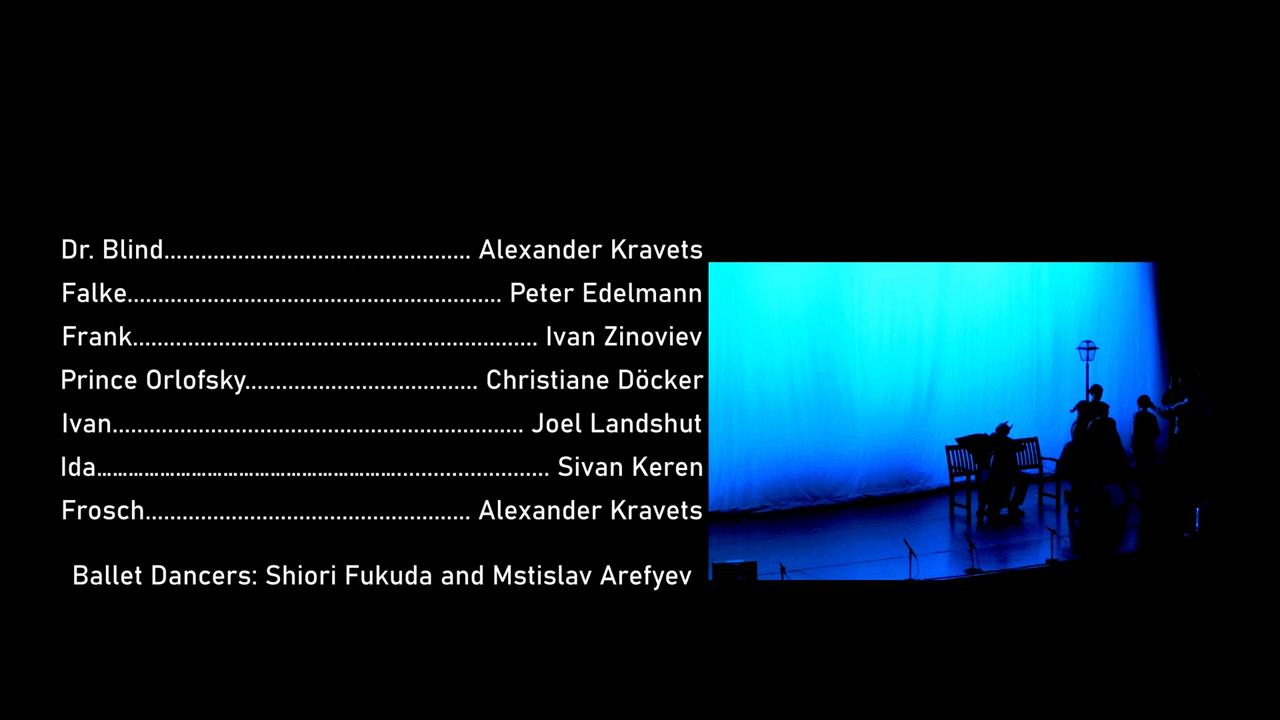 Dr. Blind.................................................. Alexander Kravets
Falke............................................................. Peter Edelmann
Frank.................................................................. Ivan Zinoviev
Prince Orlofsky...................................... Christiane Döcker
Ivan................................................................... Joel Landshut
Ida……………………………………………………......................... Sivan Keren
Frosch..................................................... Alexander Kravets
Ballet Dancers: Shiori Fukuda and Mstislav Arefyev